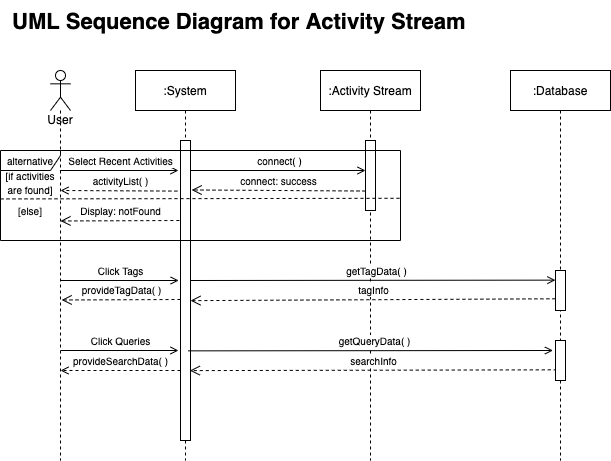 UML Sequence Diagram for Activity Stream
:System
:Activity Stream
:Database
User
alternative
Select Recent Activities
connect( )
[if activities
are found]
activityList( )
connect: success
[else]
Display: notFound
Click Tags
getTagData( )
provideTagData( )
tagInfo
Click Queries
getQueryData( )
provideSearchData( )
searchInfo